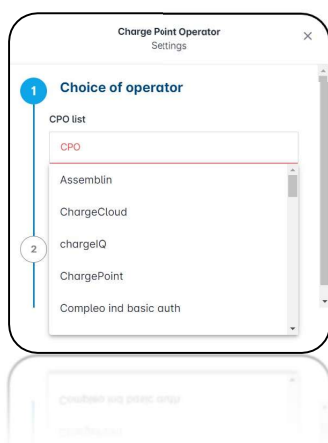 Charge Point Operator
Settings
1
Choice of operator
CPO list
CPO
Assemblin
ChargeCloud
2
chargeIQ
ChargePoint
Compleo ind basic auth